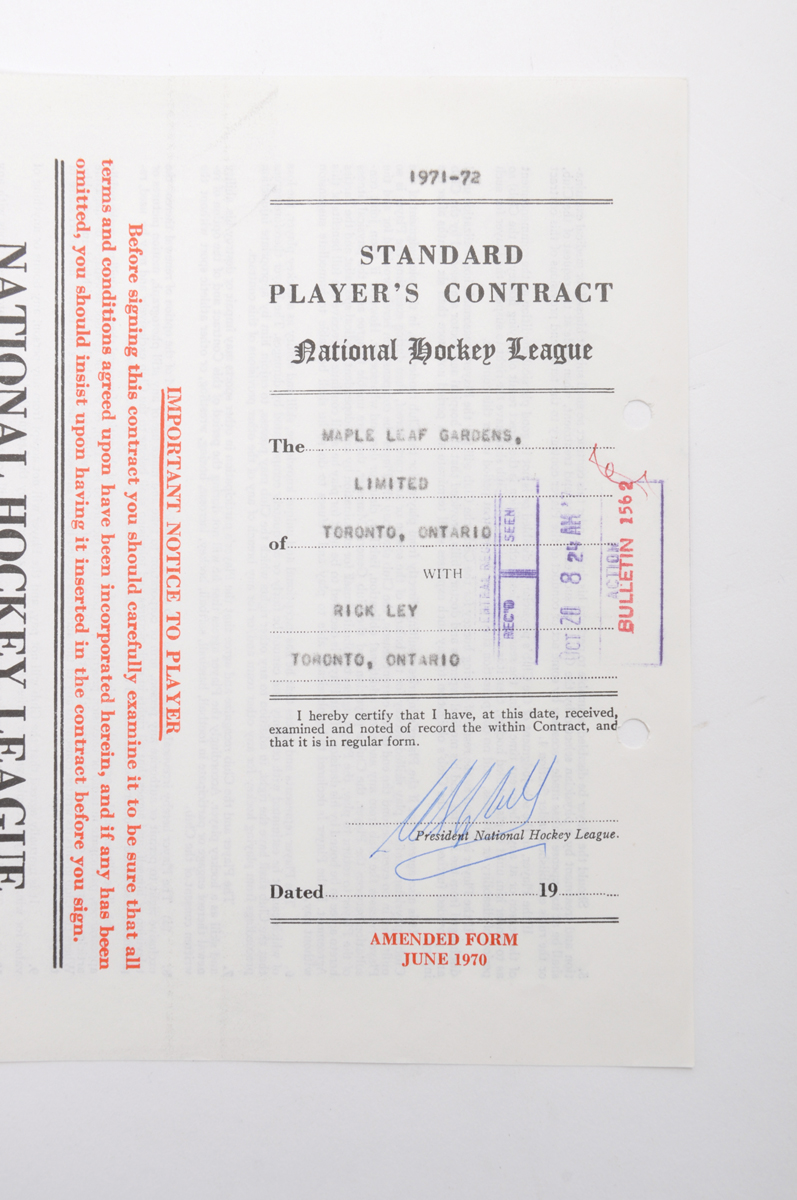 1971-72
STANDARD
PLAYER'S CONTRACT
National Hockey League
The MAPLE LEAF GARDENS,
LIMITED
of TORONTO, ONTARIO
WITH
RICK LEY
TORONTO, ONTARIO
I hereby certify that I have, at this date, received,
examined and noted of record the within Contract, and
that it is in regular form.
President National Hockey League.
Dated 19
AMENDED FORM
JUNE 1970
REC'D SEEN
OCT 20 8 24 AM
ACTION
BULLETIN 1562
IMPORTANT NOTICE TO PLAYER
Before signing this contract you should carefully examine it to be sure that all
terms and conditions agreed upon have been incorporated herein, and if any has been
omitted, you should insist upon having it inserted in the contract before you sign.
NATIONAL HOCKEY LEAGUE